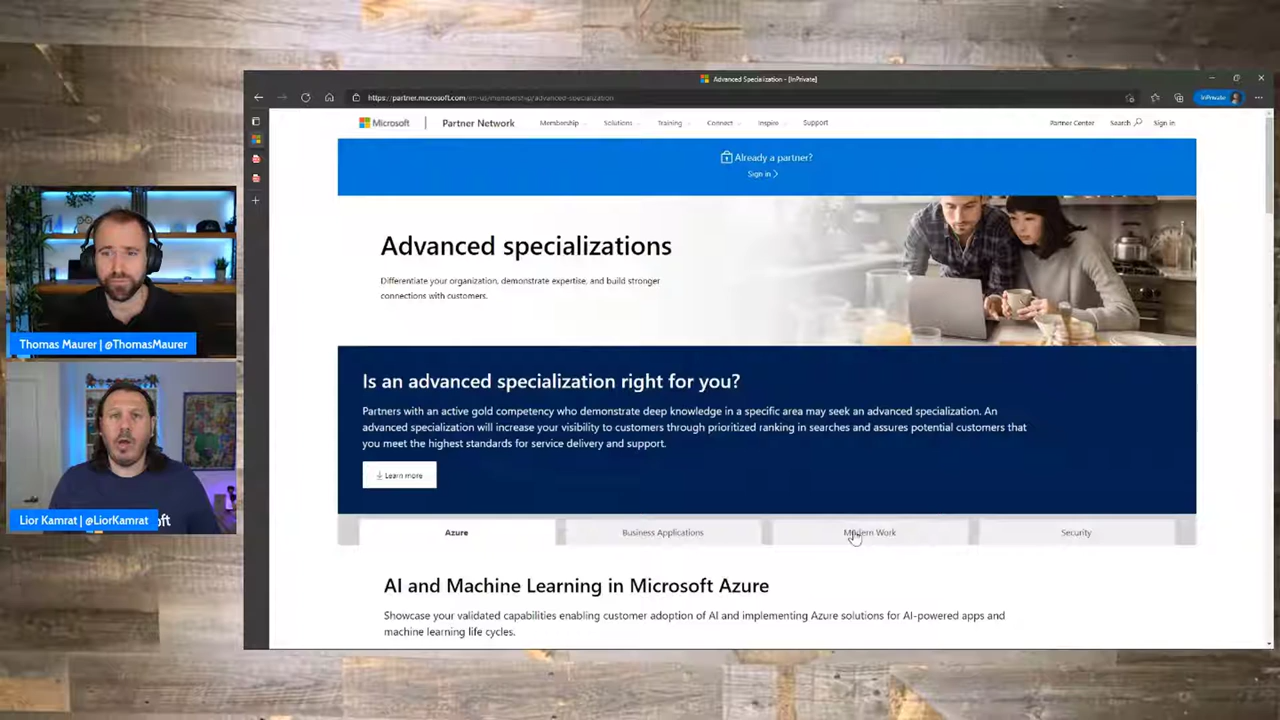 Advanced Specialization - [InPrivate]
https://partner.microsoft.com/en-us/membership/advanced-specialization
InPrivate
Microsoft
Partner Network
Membership
Solutions
Training
Connect
Inspire
Support
Partner Center
Search
Sign in
Already a partner?
Sign in
Advanced specializations
Differentiate your organization, demonstrate expertise, and build stronger
connections with customers.
Is an advanced specialization right for you?
Partners with an active gold competency who demonstrate deep knowledge in a specific area may seek an advanced specialization. An
advanced specialization will increase your visibility to customers through prioritized ranking in searches and assures potential customers that
you meet the highest standards for service delivery and support.
Learn more
Azure
Business Applications
Modern Work
Security
AI and Machine Learning in Microsoft Azure
Showcase your validated capabilities enabling customer adoption of AI and implementing Azure solutions for AI-powered apps and
machine learning life cycles.
Thomas Maurer | @ThomasMaurer
Lior Kamrat | @LiorKamrat